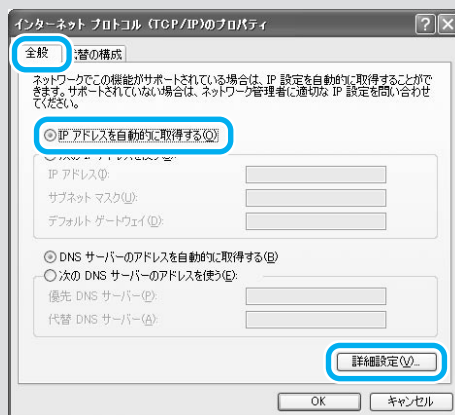 インターネット プロトコル (TCP/IP)のプロパティ
全般
代替の構成
ネットワークでこの機能がサポートされている場合は、IP 設定を自動的に取得することがで
きます。サポートされていない場合は、ネットワーク管理者に適切な IP 設定を問い合わせ
てください。
IP アドレスを自動的に取得する(O)
次の IP アドレスを使う(S):
IP アドレス(I):
サブネット マスク(U):
デフォルト ゲートウェイ(D):
DNS サーバーのアドレスを自動的に取得する(B)
次の DNS サーバーのアドレスを使う(E):
優先 DNS サーバー(P):
代替 DNS サーバー(A):
詳細設定(V)...
OK
キャンセル